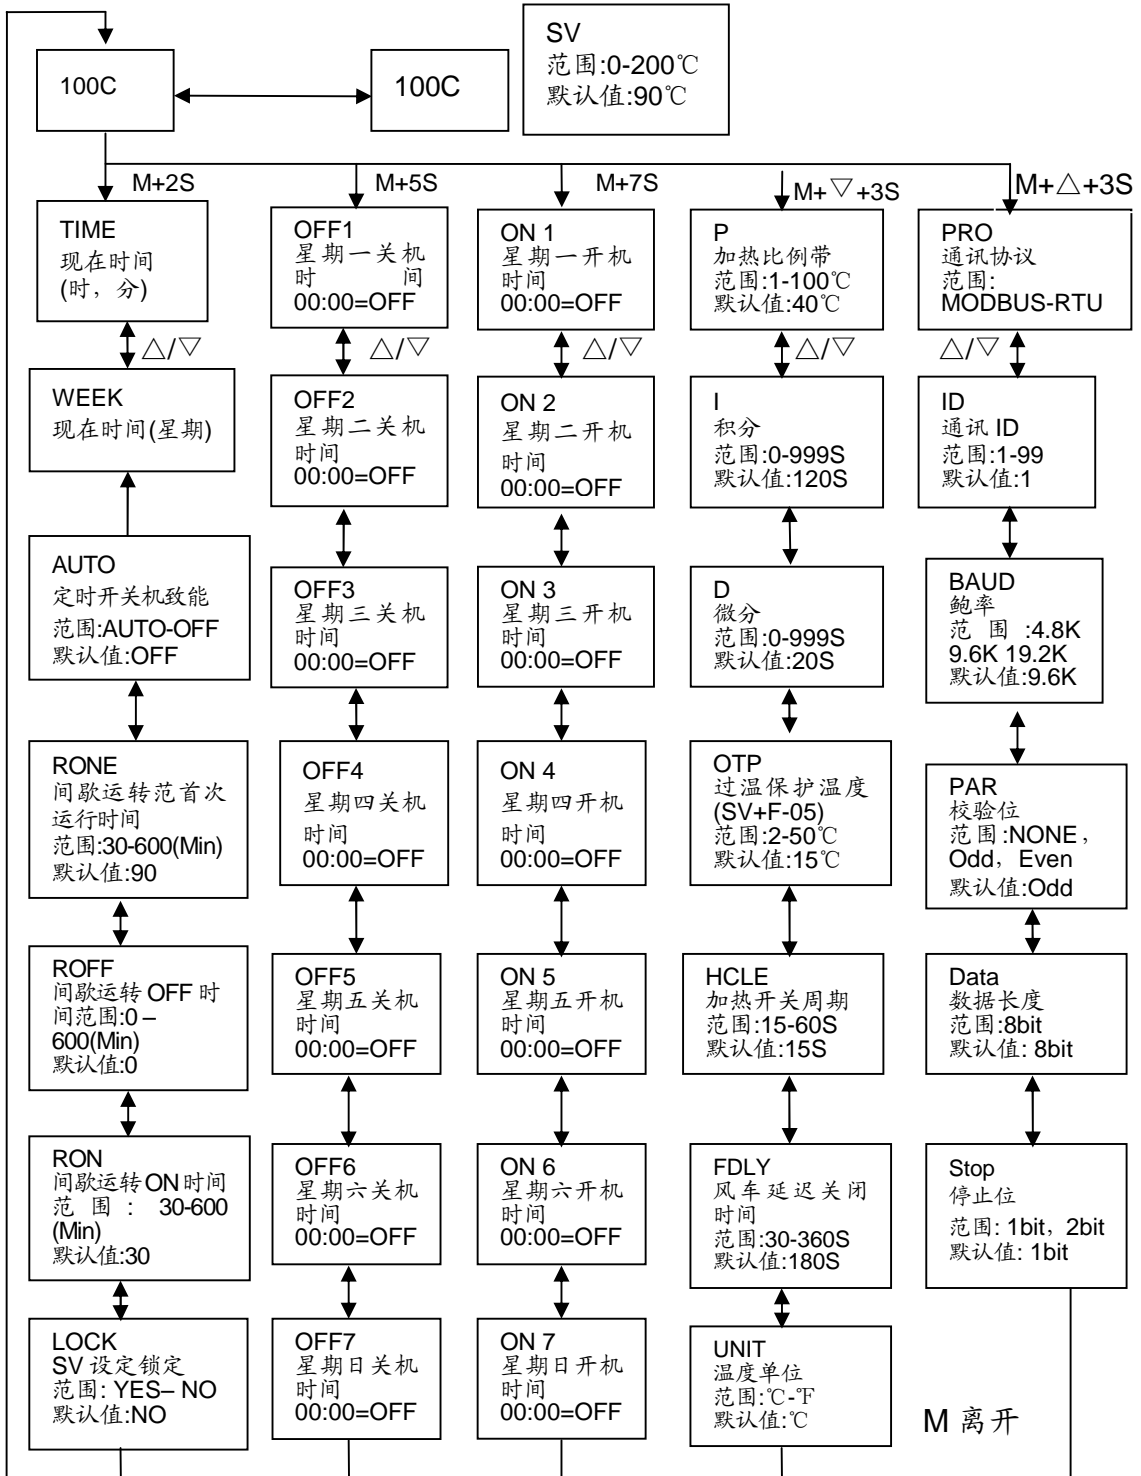 100C
100C
SV
范围:0-200℃
默认值:90℃
M+2S
M+5S
M+7S
M+▽+3S
M+△+3S
TIME
现在时间
(时，分)
△/▽
WEEK
现在时间(星期)
AUTO
定时开关机致能
范围:AUTO-OFF
默认值:OFF
RONE
间歇运转范首次
运行时间
范围:30-600(Min)
默认值:90
ROFF
间歇运转 OFF 时
间范围:0 –
600(Min)
默认值:0
RON
间歇运转 ON 时间
范 围 : 30-600
(Min)
默认值:30
LOCK
SV 设定锁定
范围: YES– NO
默认值:NO
OFF1
星期一关机
时 间
00:00=OFF
△/▽
OFF2
星期二关机
时间
00:00=OFF
OFF3
星期三关机
时间
00:00=OFF
OFF4
星期四关机
时间
00:00=OFF
OFF5
星期五关机
时间
00:00=OFF
OFF6
星期六关机
时间
00:00=OFF
OFF7
星期日关机
时间
00:00=OFF
ON 1
星期一开机
时间
00:00=OFF
△/▽
ON 2
星期二开机
时间
00:00=OFF
ON 3
星期三开机
时间
00:00=OFF
ON 4
星期四开机
时间
00:00=OFF
ON 5
星期五开机
时间
00:00=OFF
ON 6
星期六开机
时间
00:00=OFF
ON 7
星期日开机
时间
00:00=OFF
P
加热比例带
范围:1-100℃
默认值:40℃
△/▽
I
积分
范围:0-999S
默认值:120S
D
微分
范围:0-999S
默认值:20S
OTP
过温保护温度
(SV+F-05)
范围:2-50℃
默认值:15℃
HCLE
加热开关周期
范围:15-60S
默认值:15S
FDLY
风车延迟关闭
时间
范围:30-360S
默认值:180S
UNIT
温度单位
范围:℃-℉
默认值:℃
PRO
通讯协议
范围:
MODBUS-RTU
△/▽
ID
通讯 ID
范围:1-99
默认值:1
BAUD
鲍率
范 围 :4.8K
9.6K 19.2K
默认值:9.6K
PAR
校验位
范围:NONE，
Odd，Even
默认值:Odd
Data
数据长度
范围:8bit
默认值: 8bit
Stop
停止位
范围: 1bit，2bit
默认值: 1bit
M 离开